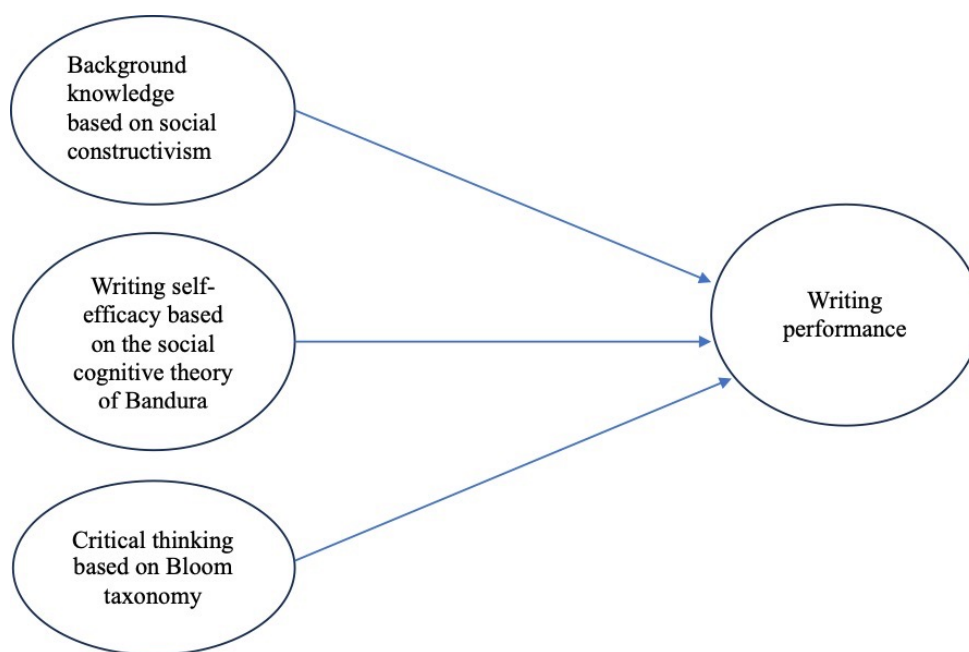 Background
knowledge
based on social
constructivism
Writing self-
efficacy based
on the social
cognitive theory
of Bandura
Critical thinking
based on Bloom
taxonomy
Writing
performance